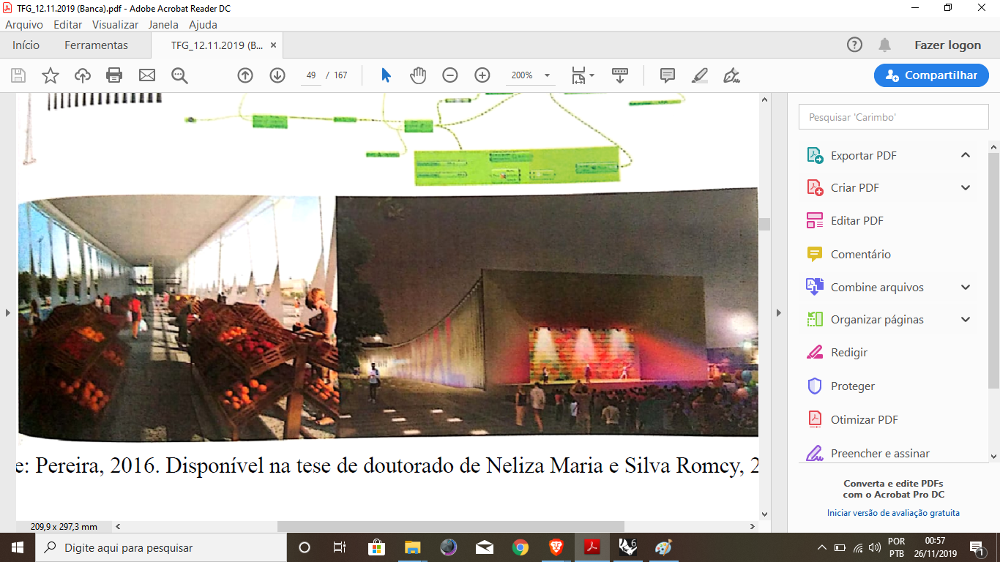 TFG_12.11.2019 (Banca).pdf - Adobe Acrobat Reader DC
Arquivo Editar Visualizar Janela Ajuda
Início Ferramentas TFG_12.11.2019 (B... × Fazer logon
49 / 167 200% Compartilhar
Pesquisar 'Carimbo'
Exportar PDF
Criar PDF
Editar PDF
Comentário
Combine arquivos
Organizar páginas
Redigir
Proteger
Otimizar PDF
Preencher e assinar
e: Pereira, 2016. Disponível na tese de doutorado de Neliza Maria e Silva Romcy, 2
Converta e edite PDFs
com o Acrobat Pro DC
Iniciar versão de avaliação gratuita
209,9 x 297,3 mm
Digite aqui para pesquisar
6
POR
PTB
00:57
26/11/2019
1